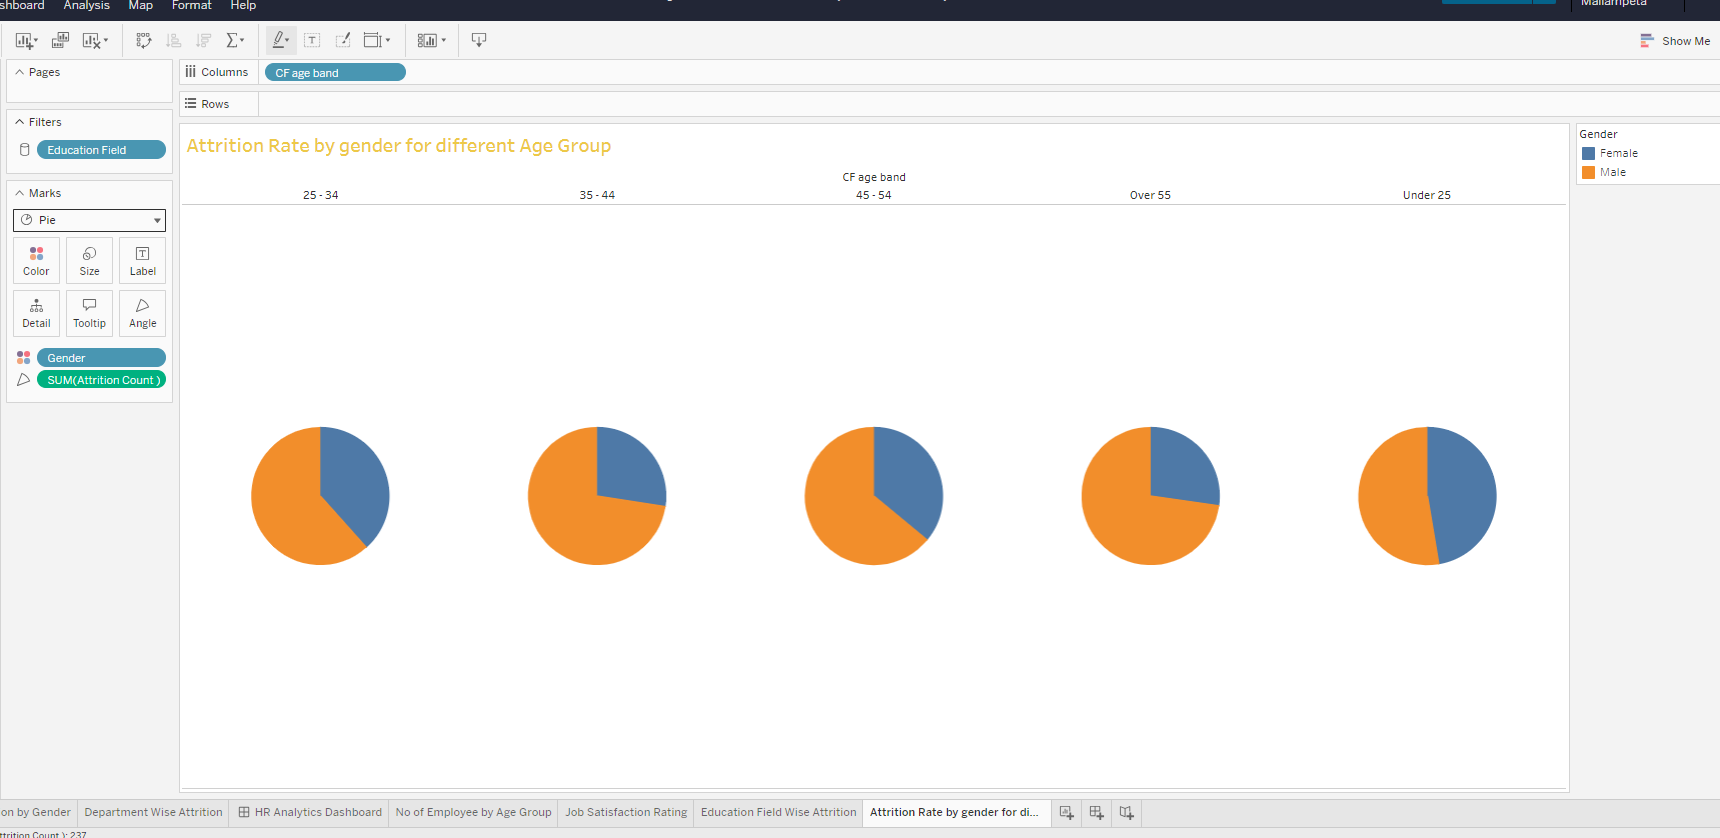 shboard Analysis Map Format Help
Mallampeta
Show Me
Pages
Columns CF age band
Rows
Filters
Education Field
Marks
Pie
Color Size Label
Detail Tooltip Angle
Gender
SUM(Attrition Count )
Attrition Rate by gender for different Age Group
CF age band
25 - 34 35 - 44 45 - 54 Over 55 Under 25
Gender
Female
Male
on by Gender Department Wise Attrition HR Analytics Dashboard No of Employee by Age Group Job Satisfaction Rating Education Field Wise Attrition Attrition Rate by gender for di...
ttrition Count ): 237